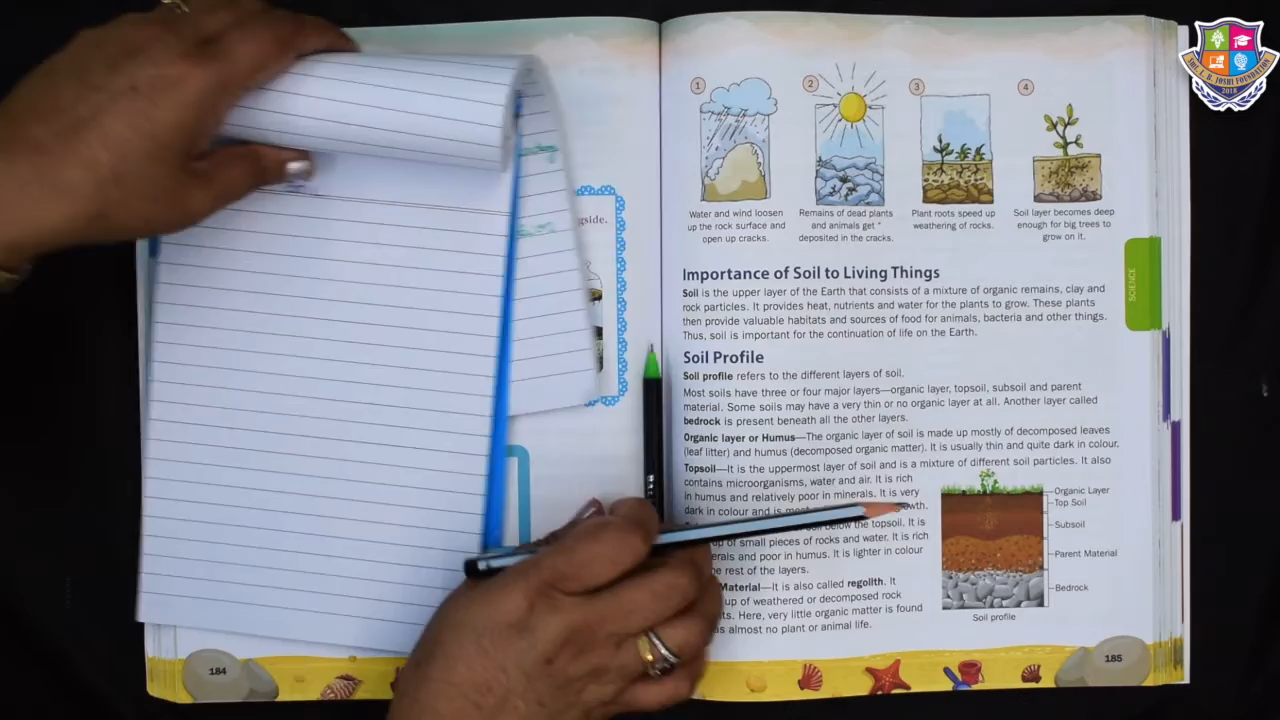 SMT. I. B. JOSHI FOUNDATION
2018
gside.
1
2
3
4
Water and wind loosen
up the rock surface and
open up cracks.
Remains of dead plants
and animals get
deposited in the cracks.
Plant roots speed up
weathering of rocks.
Soil layer becomes deep
enough for big trees to
grow on it.
SCIENCE
Importance of Soil to Living Things
Soil is the upper layer of the Earth that consists of a mixture of organic remains, clay and
rock particles. It provides heat, nutrients and water for the plants to grow. These plants
then provide valuable habitats and sources of food for animals, bacteria and other things.
Thus, soil is important for the continuation of life on the Earth.
Soil Profile
Soil profile refers to the different layers of soil.
Most soils have three or four major layers—organic layer, topsoil, subsoil and parent
material. Some soils may have a very thin or no organic layer at all. Another layer called
bedrock is present beneath all the other layers.
Organic layer or Humus—The organic layer of soil is made up mostly of decomposed leaves
(leaf litter) and humus (decomposed organic matter). It is usually thin and quite dark in colour.
Topsoil—It is the uppermost layer of soil and is a mixture of different soil particles. It also
contains microorganisms, water and air. It is rich
in humus and relatively poor in minerals. It is very
dark in colour and is most growth.
below the topsoil. It is
up of small pieces of rocks and water. It is rich
erals and poor in humus. It is lighter in colour
e rest of the layers.
Material—It is also called regolith. It
up of weathered or decomposed rock
ts. Here, very little organic matter is found
as almost no plant or animal life.
Organic Layer
Top Soil
Subsoil
Parent Material
Bedrock
Soil profile
184
185